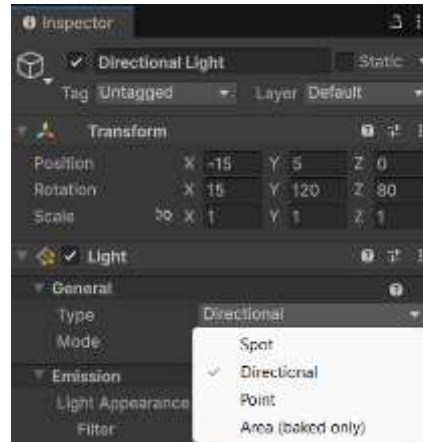 Inspector
Directional Light Static
Tag Untagged Layer Default
Transform
Position X -15 Y 5 Z 0
Rotation X 15 Y 120 Z 80
Scale X 1 Y 1 Z 1
Light
General
Type Directional
Mode
Spot
Emission
Directional
Light Appearance
Point
Filter
Area (baked only)